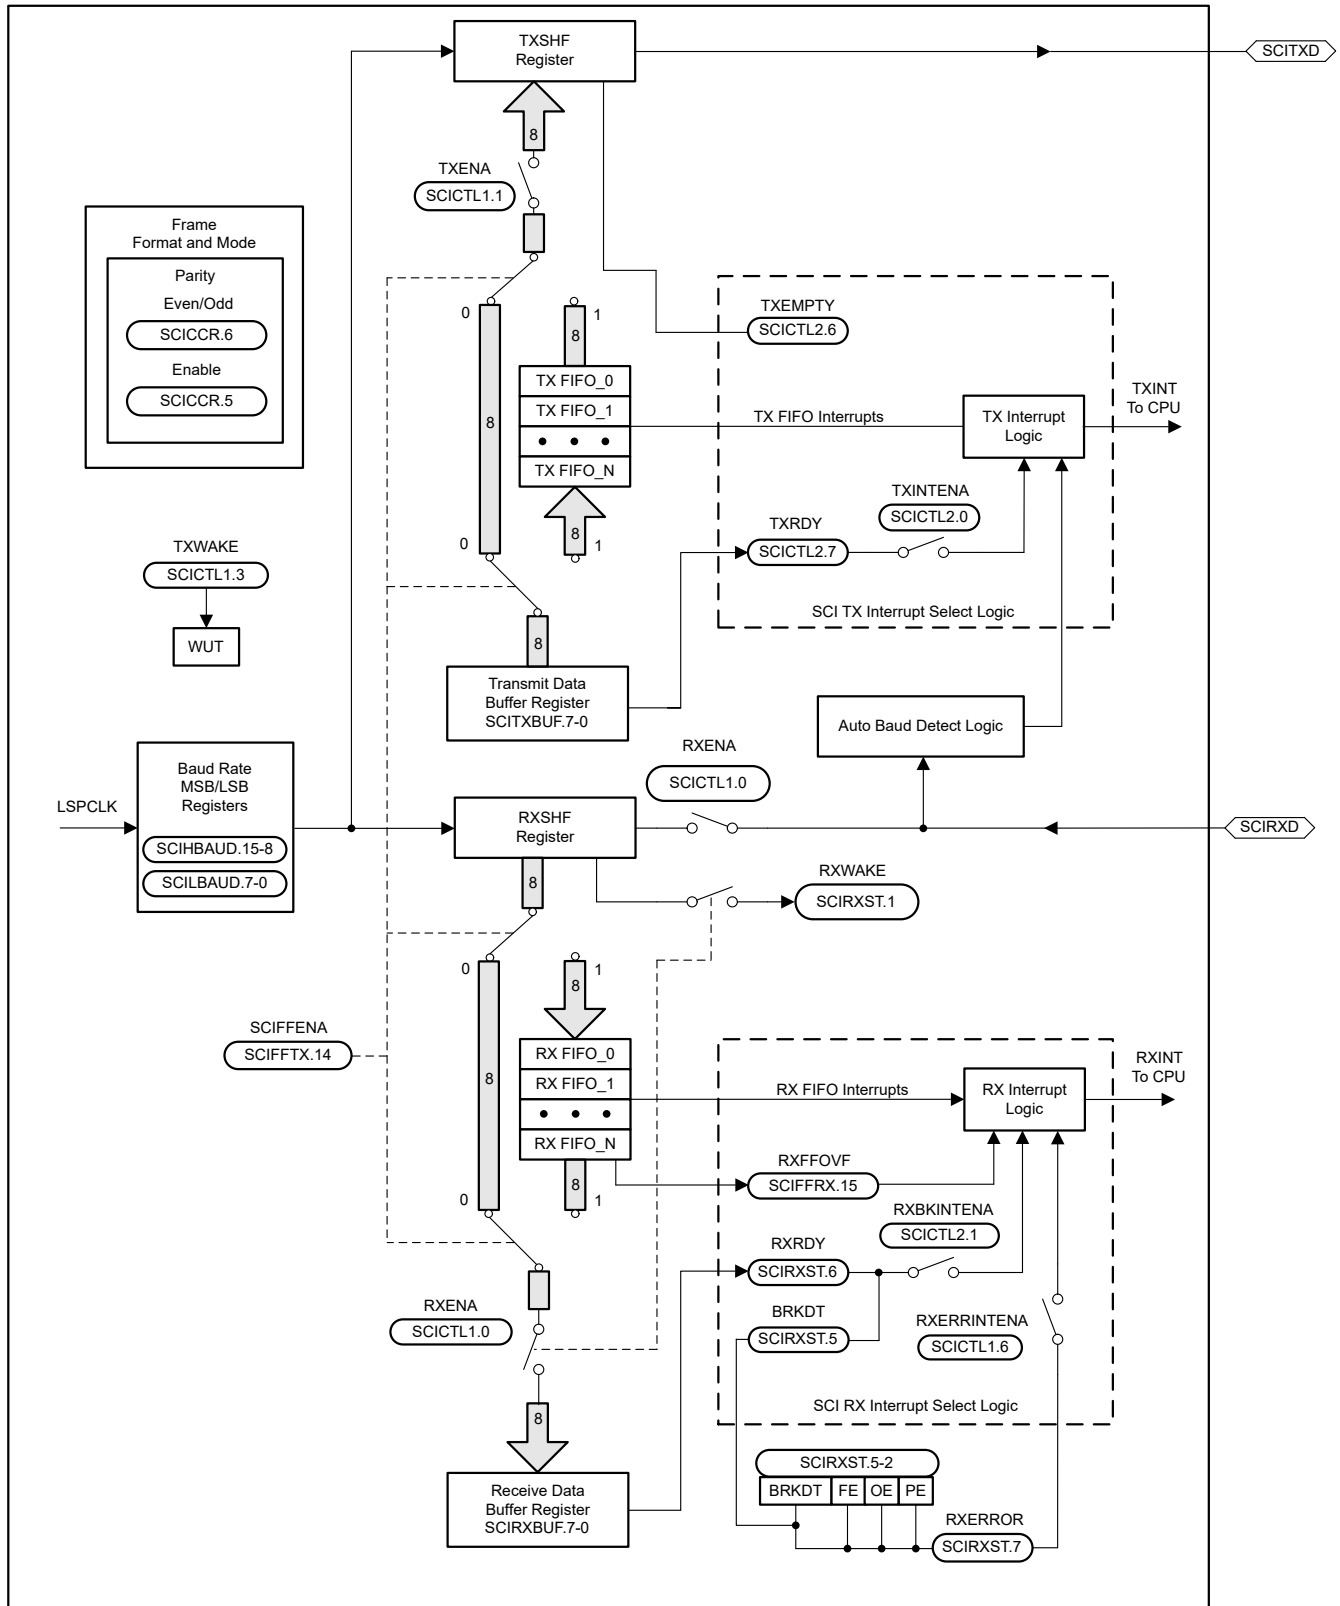 TXSHF
Register
SCITXD
8
TXENA
SCICTL1.1
Frame
Format and Mode
Parity
Even/Odd
SCICCR.6
Enable
SCICCR.5
0
1
8
TX FIFO_0
TX FIFO_1
TX FIFO_N
8
8
0
1
TXEMPTY
SCICTL2.6
TX FIFO Interrupts
TX Interrupt
Logic
TXINT
To CPU
TXINTENA
SCICTL2.0
TXRDY
SCICTL2.7
SCI TX Interrupt Select Logic
TXWAKE
SCICTL1.3
WUT
8
Transmit Data
Buffer Register
SCITXBUF.7-0
Auto Baud Detect Logic
RXENA
SCICTL1.0
LSPCLK
Baud Rate
MSB/LSB
Registers
SCIHBAUD.15-8
SCILBAUD.7-0
RXSHF
Register
SCIRXD
8
RXWAKE
SCIRXST.1
0
1
8
SCIFFENA
SCIFFTX.14
8
RX FIFO_0
RX FIFO_1
RX FIFO_N
8
0
1
RX FIFO Interrupts
RX Interrupt
Logic
RXINT
To CPU
RXFFOVF
SCIFFRX.15
RXBKINTENA
SCICTL2.1
RXRDY
SCIRXST.6
BRKDT
SCIRXST.5
RXERRINTENA
SCICTL1.6
SCI RX Interrupt Select Logic
RXENA
SCICTL1.0
8
Receive Data
Buffer Register
SCIRXBUF.7-0
SCIRXST.5-2
BRKDT FE OE PE
RXERROR
SCIRXST.7